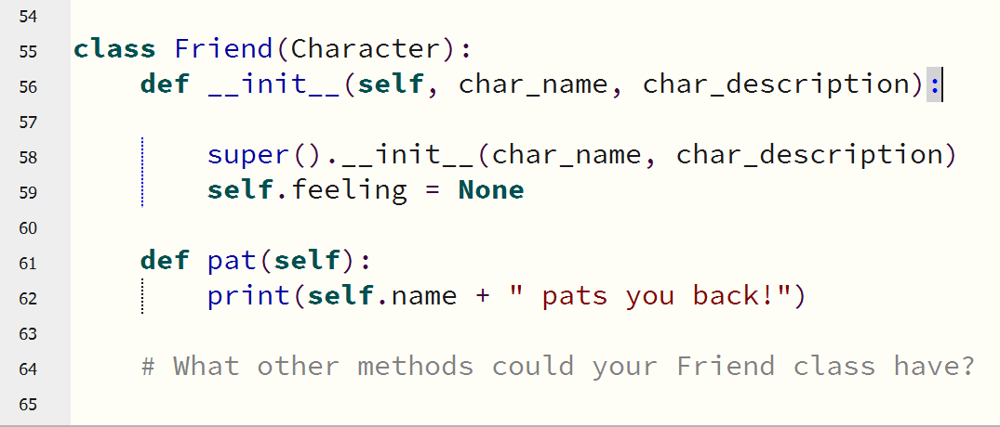 54
55 class Friend(Character):
56     def __init__(self, char_name, char_description):
57
58         super().__init__(char_name, char_description)
59         self.feeling = None
60
61     def pat(self):
62         print(self.name + " pats you back!")
63
64     # What other methods could your Friend class have?
65